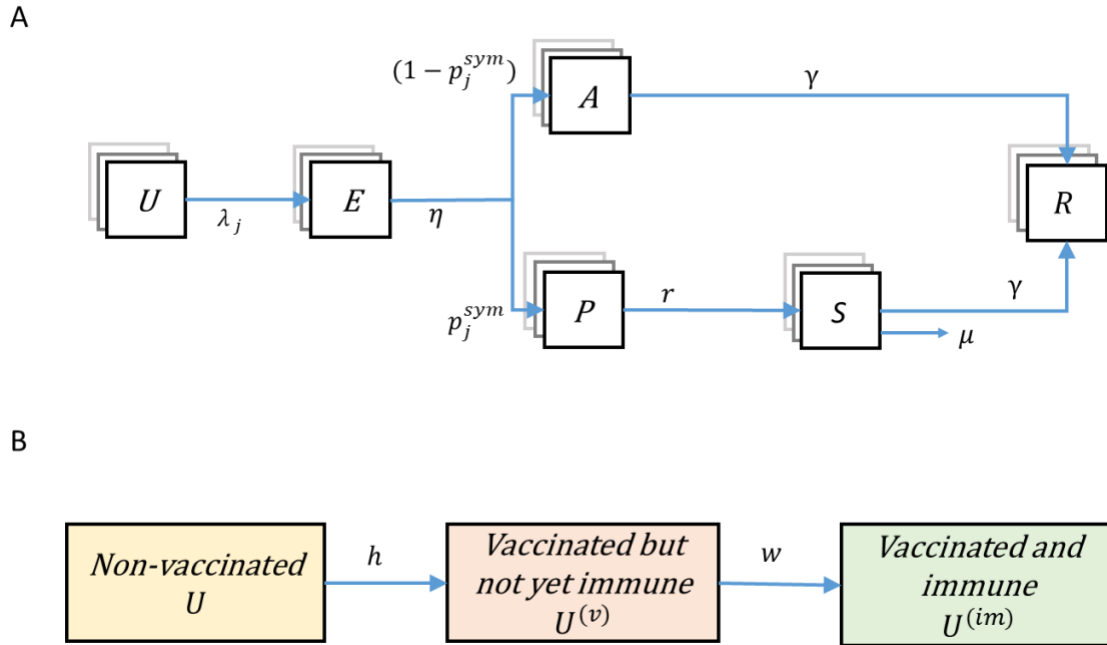 A
(1 − p_j^{sym})
A
γ
U
λ_j
E
η
R
p_j^{sym}
P
r
S
γ
μ
B
Non-vaccinated
U
h
Vaccinated but
not yet immune
U^{(v)}
w
Vaccinated and
immune
U^{(im)}